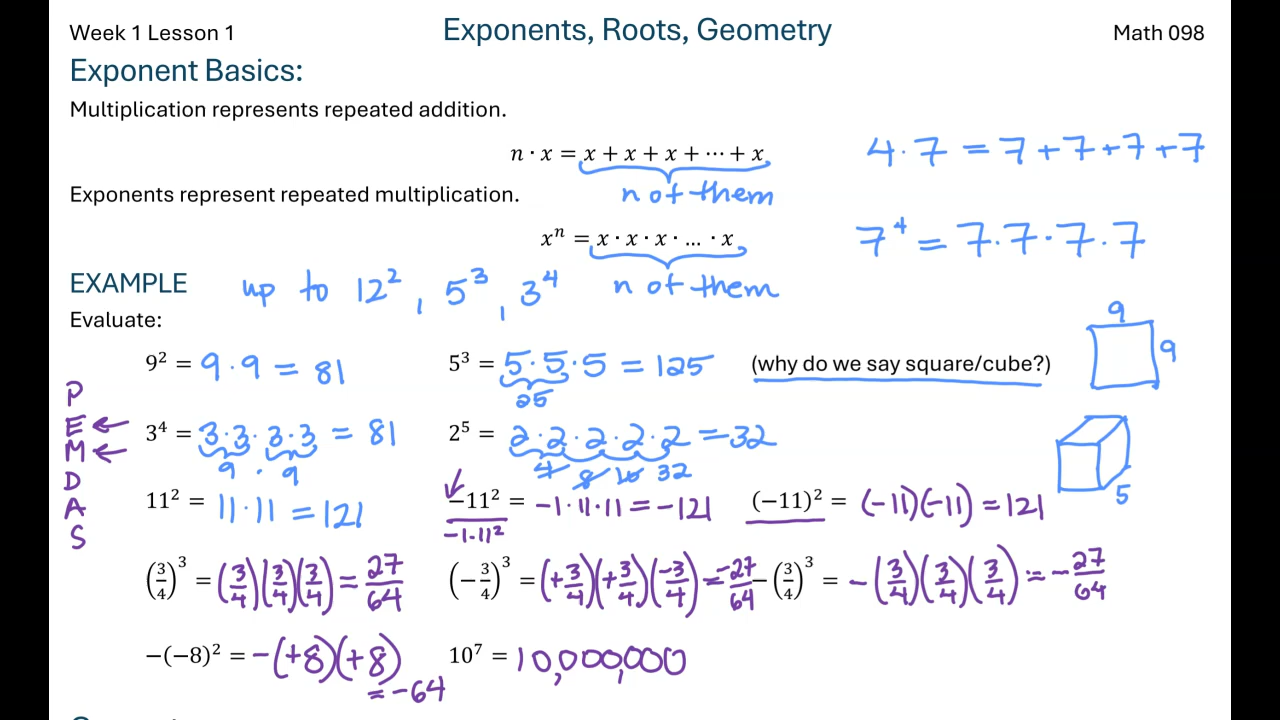 Week 1 Lesson 1 Exponents, Roots, Geometry Math 098
Exponent Basics:
Multiplication represents repeated addition.
n · x = x + x + x + ⋯ + x 4 · 7 = 7 + 7 + 7 + 7
n of them
Exponents represent repeated multiplication.
xⁿ = x · x · x · … · x 7⁴ = 7 · 7 · 7 · 7
n of them
EXAMPLE up to 12², 5³, 3⁴
Evaluate:
9
9² = 9 · 9 = 81 5³ = 5 · 5 · 5 = 125 (why do we say square/cube?) 9
25
P
E ← 3⁴ = 3 · 3 · 3 · 3 = 81 2⁵ = 2 · 2 · 2 · 2 · 2 = 32
M ←
9 · 9 4 8 16 32
D
11² = 11 · 11 = 121 −11² = −1 · 11 · 11 = −121 (−11)² = (−11)(−11) = 121 5
A
−1 · 11²
S
(3/4)³ = (3/4)(3/4)(3/4) = 27/64 (−3/4)³ = (+3/4)(+3/4)(−3/4) = −27/64 −(3/4)³ = −(3/4)(3/4)(3/4) = −27/64
−(−8)² = −(+8)(+8) 10⁷ = 10,000,000
= −64